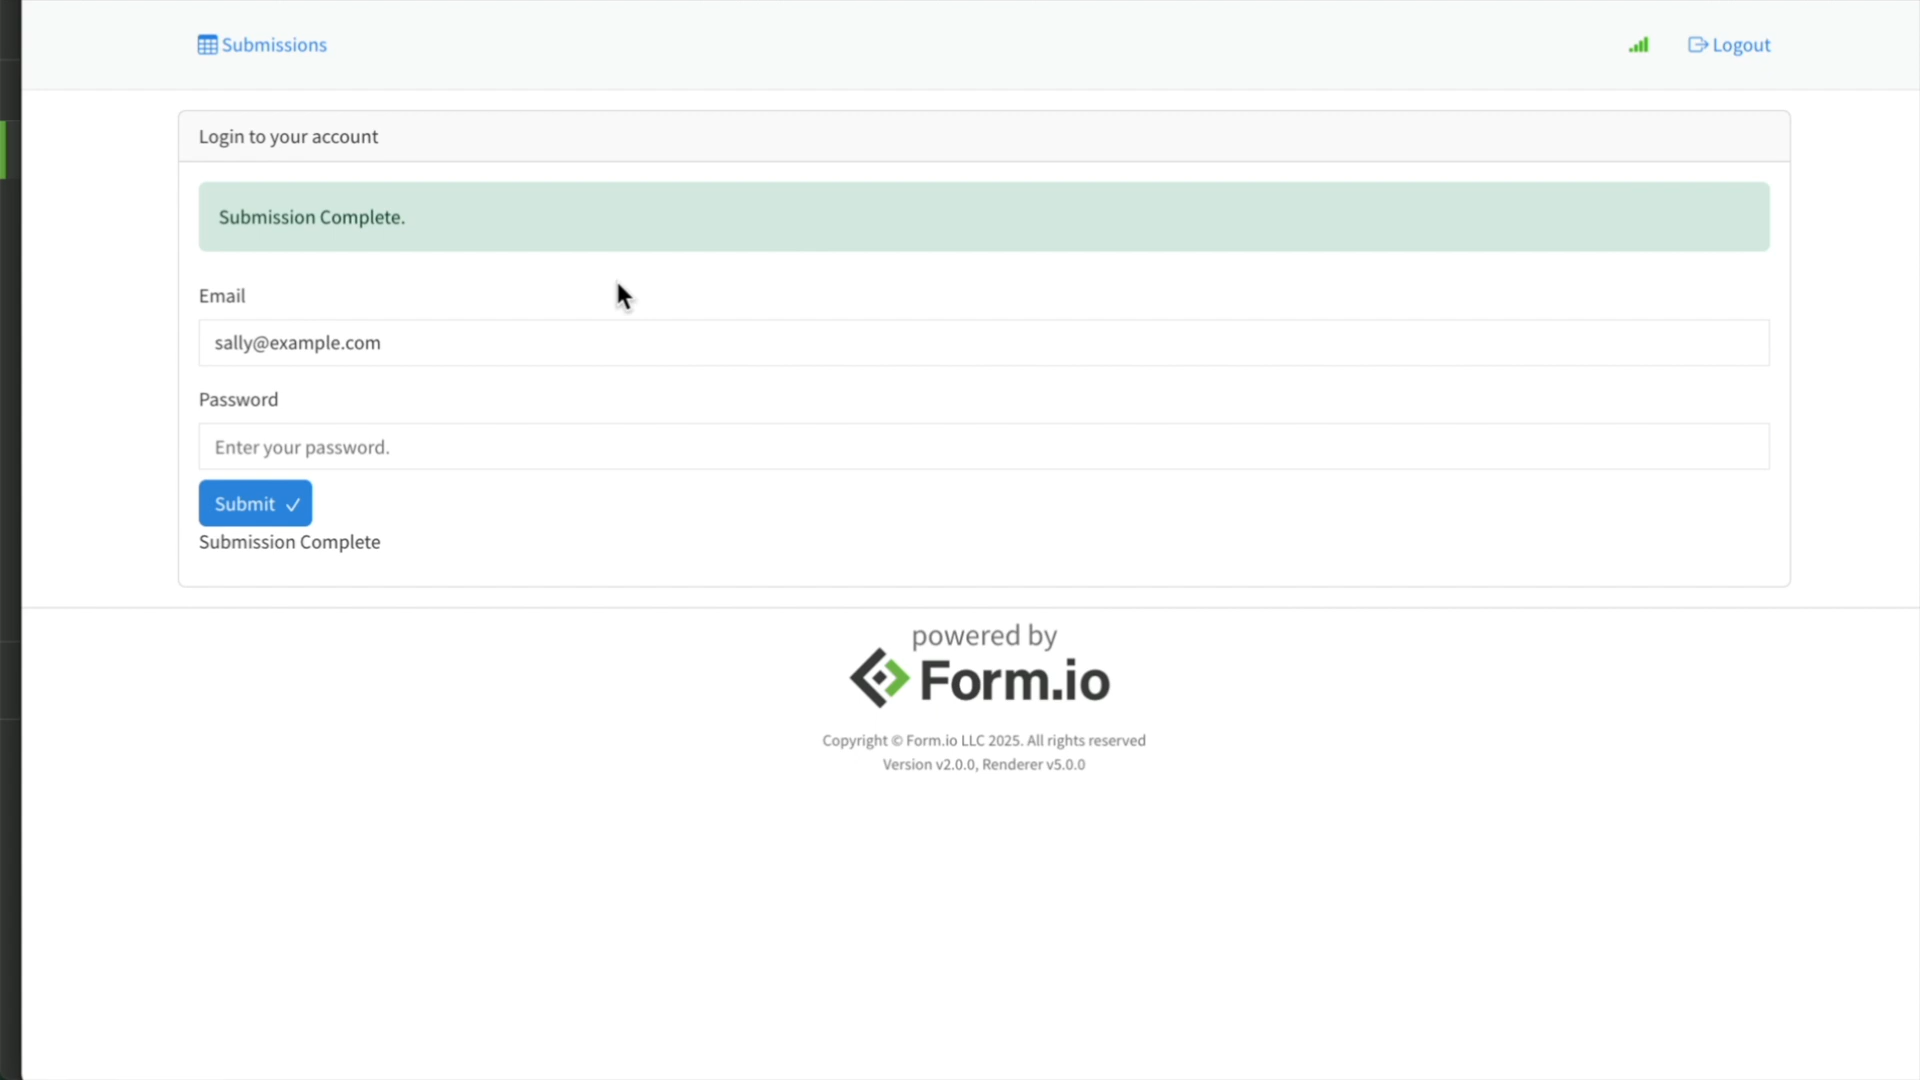 Submissions
Logout
Login to your account
Submission Complete.
Email
sally@example.com
Password
Enter your password.
Submit
Submission Complete
powered by
Form.io
Copyright © Form.io LLC 2025. All rights reserved
Version v2.0.0, Renderer v5.0.0